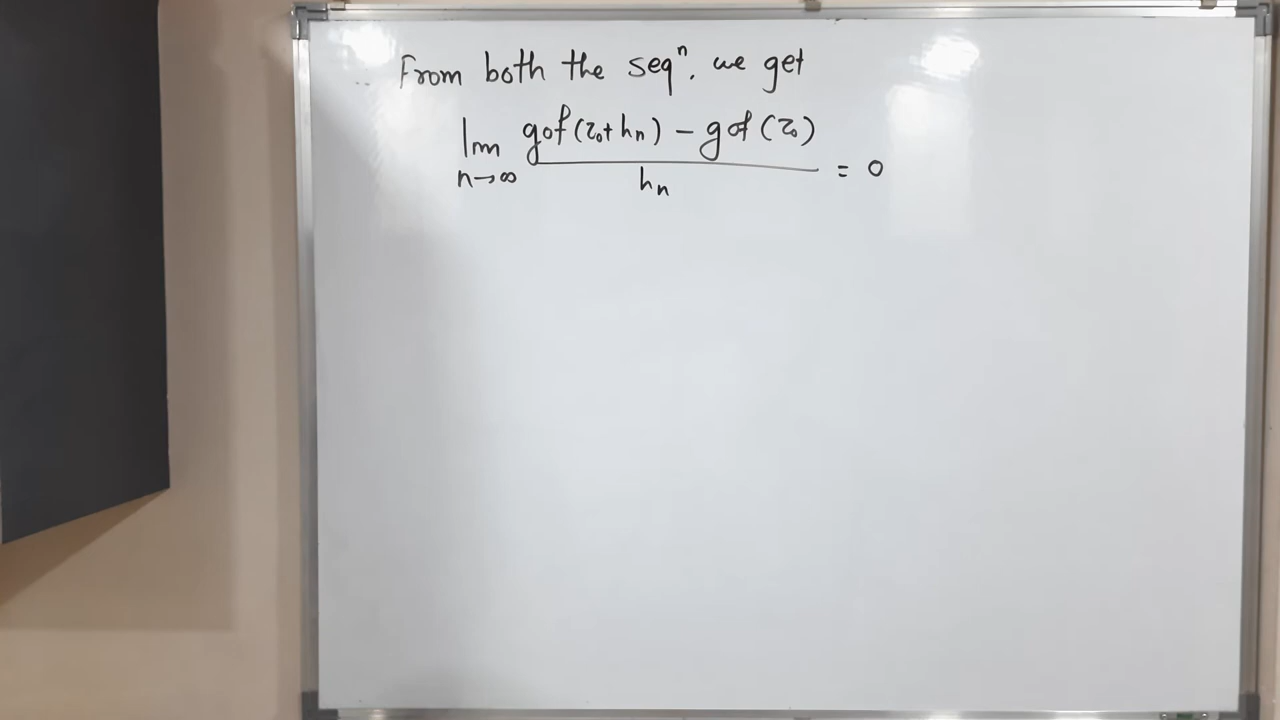 From both the seqⁿ. we get
lim n→∞ gof(z₀+hₙ) − gof(z₀) / hₙ = 0